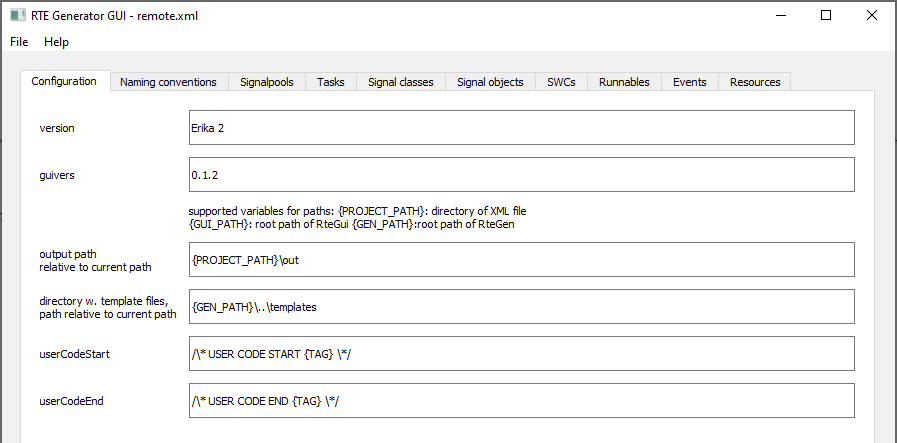 RTE Generator GUI - remote.xml
File Help
Configuration Naming conventions Signalpools Tasks Signal classes Signal objects SWCs Runnables Events Resources
version Erika 2
guivers 0.1.2
supported variables for paths: {PROJECT_PATH}: directory of XML file
{GUI_PATH}: root path of RteGui {GEN_PATH}:root path of RteGen
output path
relative to current path
{PROJECT_PATH}\out
directory w. template files,
path relative to current path
{GEN_PATH}\..\templates
userCodeStart /\* USER CODE START {TAG} \*/
userCodeEnd /\* USER CODE END {TAG} \*/